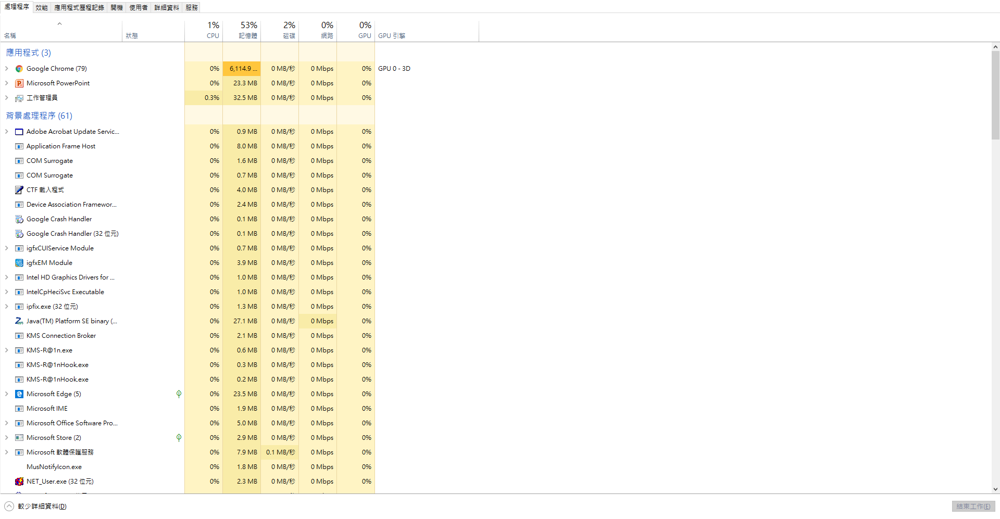 處理程序 效能 應用程式歷程記錄 開機 使用者 詳細資料 服務
1% 53% 2% 0% 0%
名稱 狀態 CPU 記憶體 磁碟 網路 GPU GPU 引擎
應用程式 (3)
Google Chrome (79) 0% 6,114.9 ... 0 MB/秒 0 Mbps 0% GPU 0 - 3D
Microsoft PowerPoint 0% 23.3 MB 0 MB/秒 0 Mbps 0%
工作管理員 0.3% 32.5 MB 0 MB/秒 0 Mbps 0%
背景處理程序 (61)
Adobe Acrobat Update Servic... 0% 0.9 MB 0 MB/秒 0 Mbps 0%
Application Frame Host 0% 8.0 MB 0 MB/秒 0 Mbps 0%
COM Surrogate 0% 1.6 MB 0 MB/秒 0 Mbps 0%
COM Surrogate 0% 0.7 MB 0 MB/秒 0 Mbps 0%
CTF 載入程式 0% 4.0 MB 0 MB/秒 0 Mbps 0%
Device Association Framewor... 0% 2.4 MB 0 MB/秒 0 Mbps 0%
Google Crash Handler 0% 0.1 MB 0 MB/秒 0 Mbps 0%
Google Crash Handler (32 位元) 0% 0.1 MB 0 MB/秒 0 Mbps 0%
igfxCUIService Module 0% 0.7 MB 0 MB/秒 0 Mbps 0%
igfxEM Module 0% 3.9 MB 0 MB/秒 0 Mbps 0%
Intel HD Graphics Drivers for ... 0% 1.0 MB 0 MB/秒 0 Mbps 0%
IntelCpHeciSvc Executable 0% 1.0 MB 0 MB/秒 0 Mbps 0%
ipfix.exe (32 位元) 0% 1.3 MB 0 MB/秒 0 Mbps 0%
Java(TM) Platform SE binary (... 0% 27.1 MB 0 MB/秒 0 Mbps 0%
KMS Connection Broker 0% 2.1 MB 0 MB/秒 0 Mbps 0%
KMS-R@1n.exe 0% 0.6 MB 0 MB/秒 0 Mbps 0%
KMS-R@1nHook.exe 0% 0.3 MB 0 MB/秒 0 Mbps 0%
KMS-R@1nHook.exe 0% 0.2 MB 0 MB/秒 0 Mbps 0%
Microsoft Edge (5) 0% 23.5 MB 0 MB/秒 0 Mbps 0%
Microsoft IME 0% 1.9 MB 0 MB/秒 0 Mbps 0%
Microsoft Office Software Pro... 0% 5.0 MB 0 MB/秒 0 Mbps 0%
Microsoft Store (2) 0% 2.9 MB 0 MB/秒 0 Mbps 0%
Microsoft 軟體保護服務 0% 7.9 MB 0.1 MB/秒 0 Mbps 0%
MusNotifyIcon.exe 0% 1.8 MB 0 MB/秒 0 Mbps 0%
NET_User.exe (32 位元) 0% 2.3 MB 0 MB/秒 0 Mbps 0%
較少詳細資料(D) 結束工作(E)